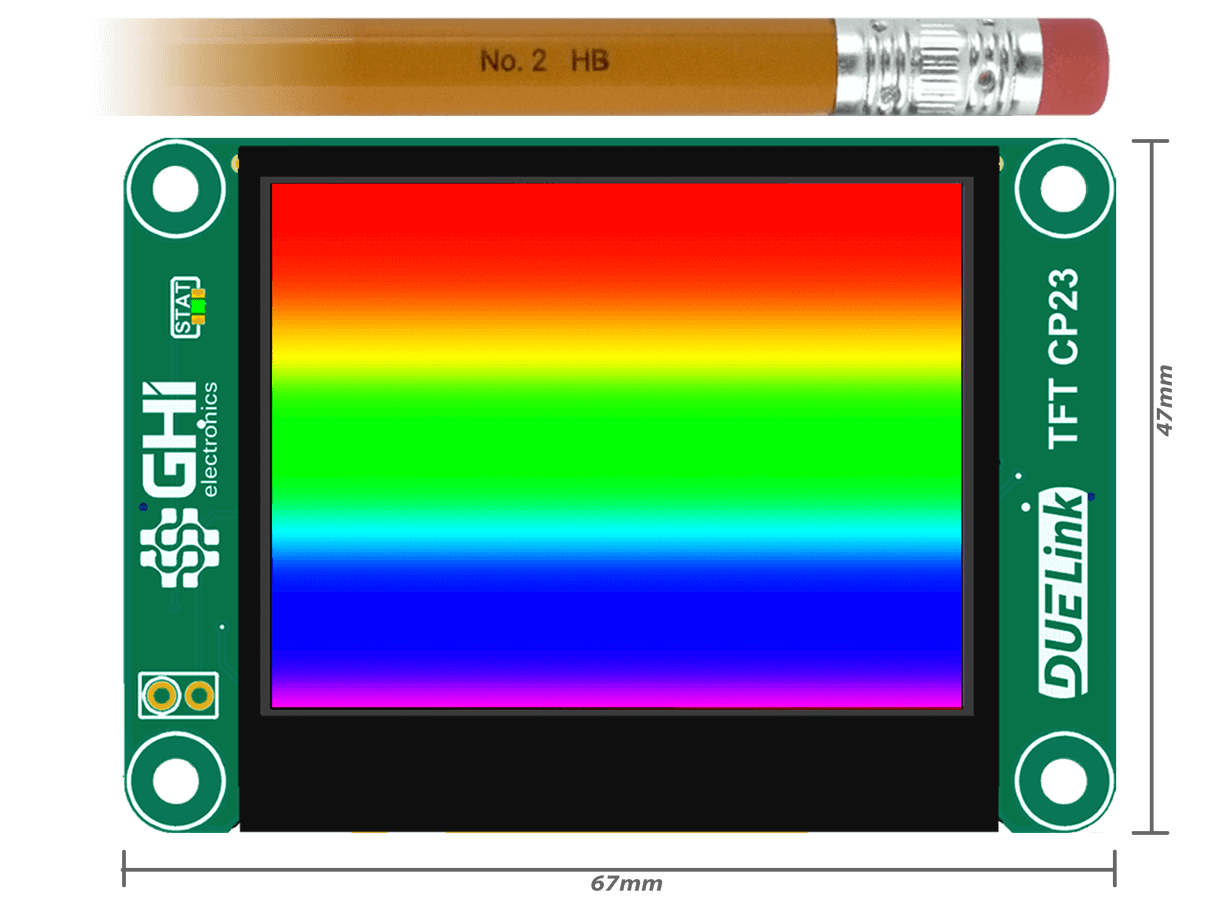 No. 2 HB
STAT
GHI
electronics
TFT CP23
DUELink
47mm
67mm